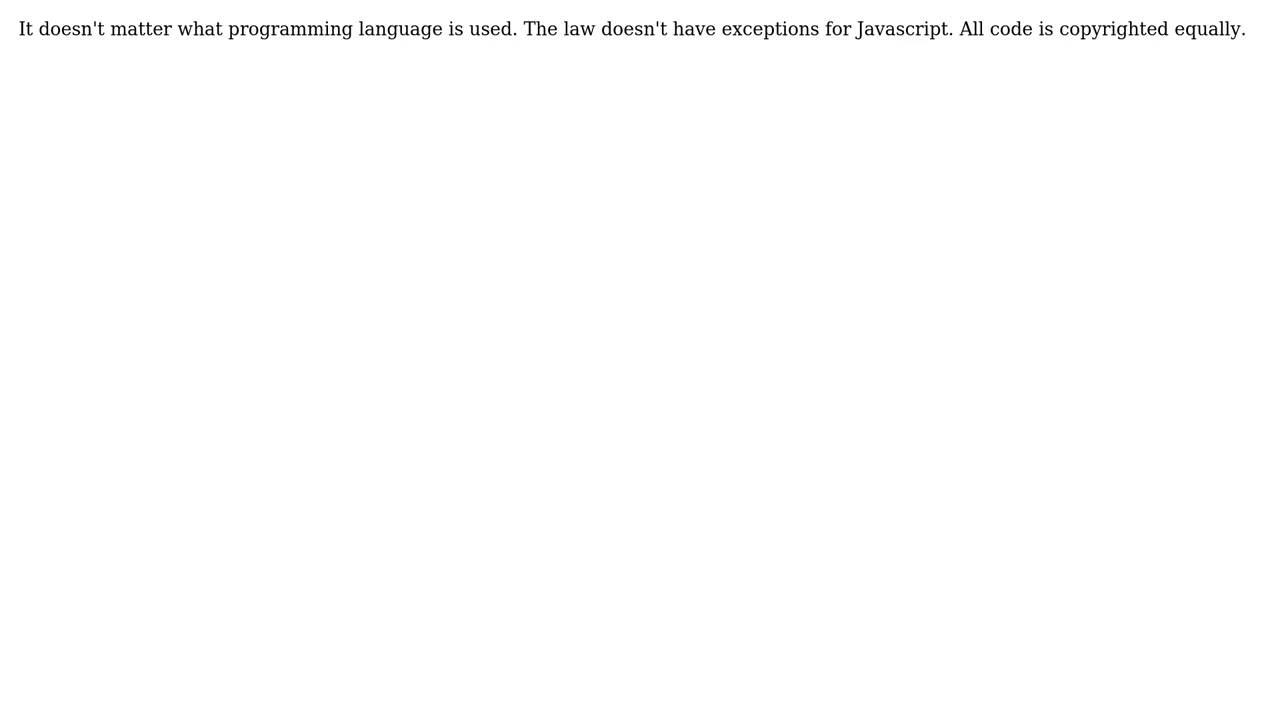 It doesn't matter what programming language is used. The law doesn't have exceptions for Javascript. All code is copyrighted equally.